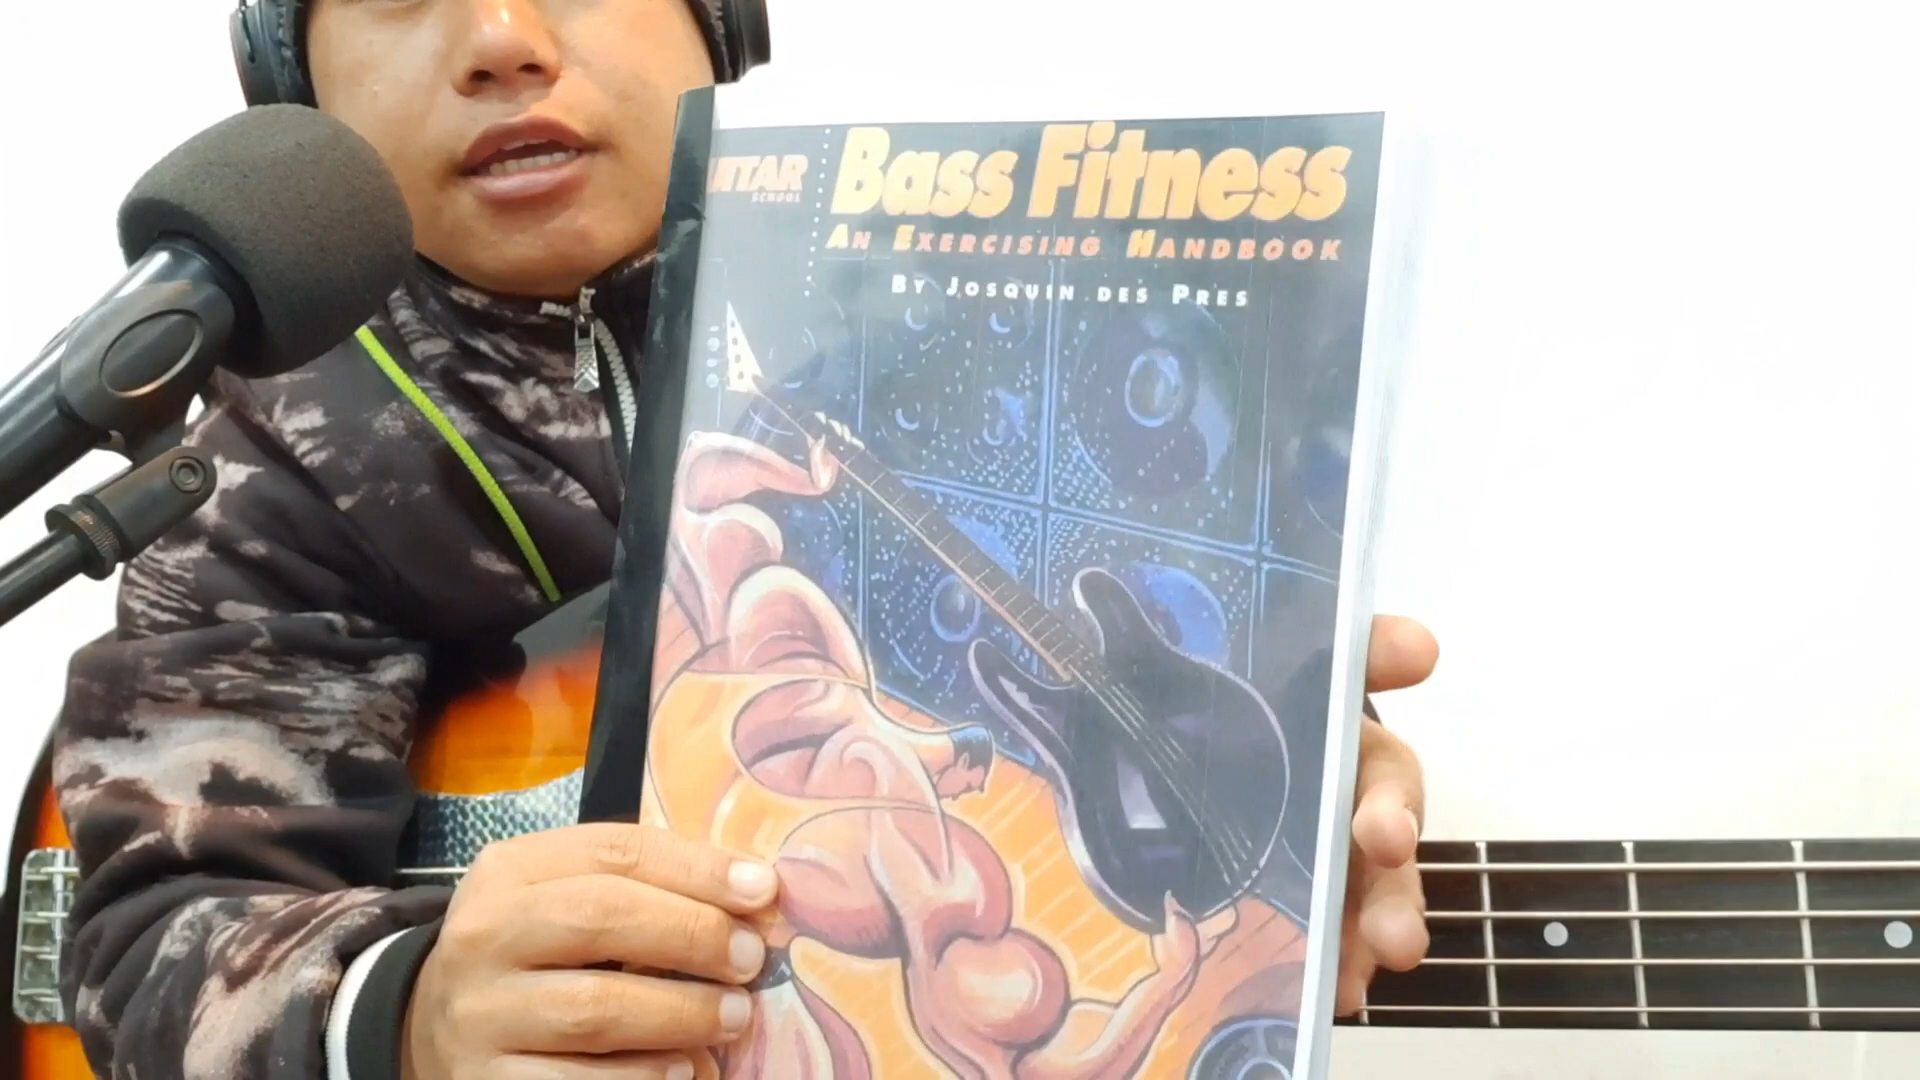 UITAR
SCHOOL
Bass Fitness
AN EXERCISING HANDBOOK
BY JOSQUIN DES PRES